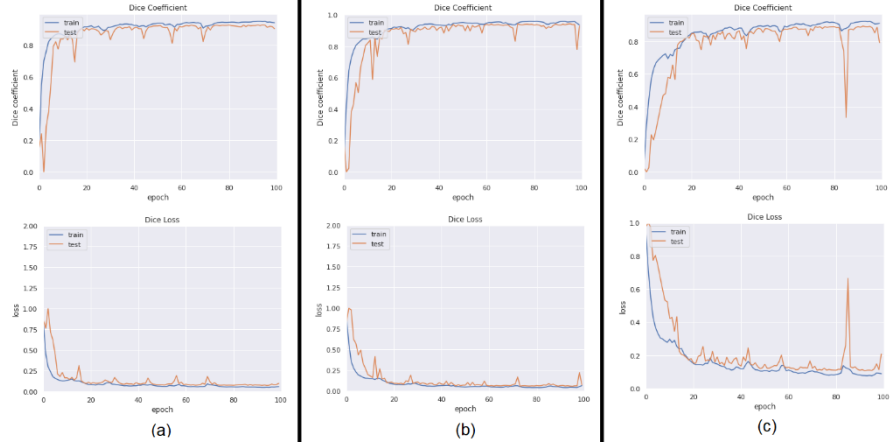 Dice Coefficient
train
test
0.8
0.6
0.4
0.2
0.0
Dice coefficient
0 20 40 60 80 100
epoch
Dice Loss
2.00
1.75
1.50
1.25
1.00
0.75
0.50
0.25
0.00
train
test
loss
0 20 40 60 80 100
epoch
(a)
Dice Coefficient
1.0
train
test
0.8
0.6
0.4
0.2
0.0
Dice coefficient
0 20 40 60 80 100
epoch
Dice Loss
2.00
1.75
1.50
1.25
1.00
0.75
0.50
0.25
0.00
train
test
loss
0 20 40 60 80 100
epoch
(b)
Dice Coefficient
train
test
0.8
0.6
0.4
0.2
0.0
Dice coefficient
0 20 40 60 80 100
epoch
Dice Loss
1.0
train
test
0.8
0.6
0.4
0.2
0.0
loss
0 20 40 60 80 100
epoch
(c)